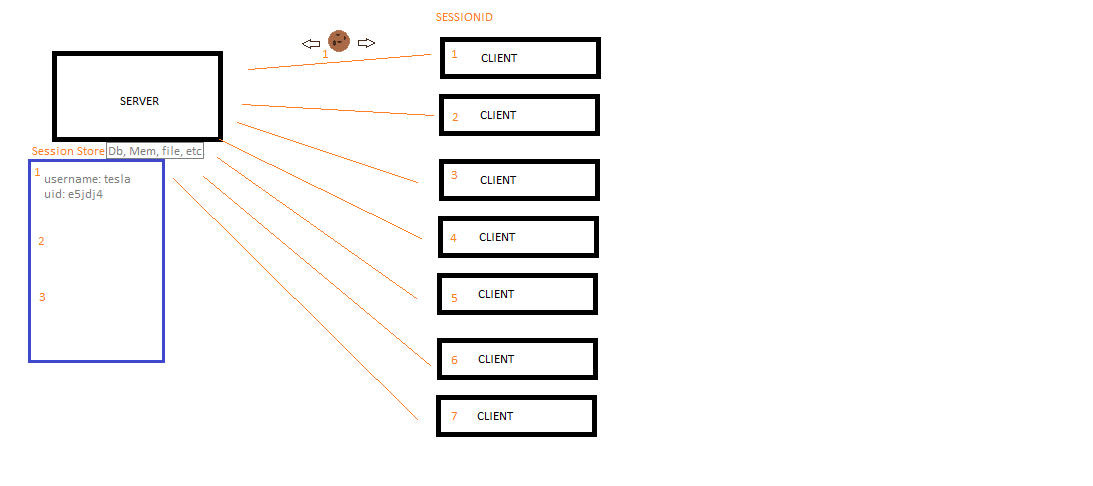 SESSIONID
1
1 CLIENT
SERVER
2 CLIENT
Session Store Db, Mem, file, etc
3 CLIENT
1 username: tesla
uid: e5jdj4
4 CLIENT
2
5 CLIENT
3
6 CLIENT
7 CLIENT